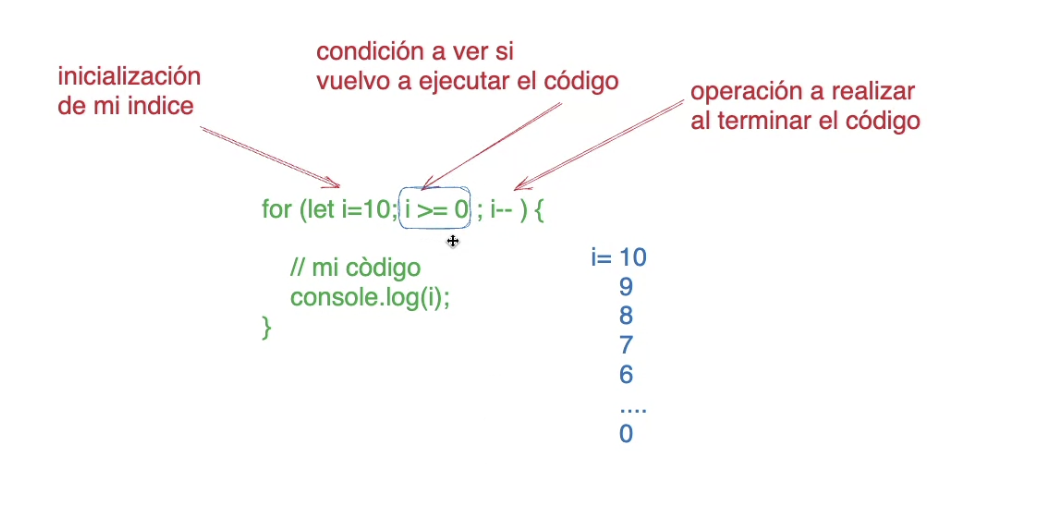 condición a ver si
vuelvo a ejecutar el código
inicialización
de mi indice
operación a realizar
al terminar el código
for (let i=10; i >= 0 ; i-- ) {
// mi còdigo
console.log(i);
}
i= 10
9
8
7
6
....
0